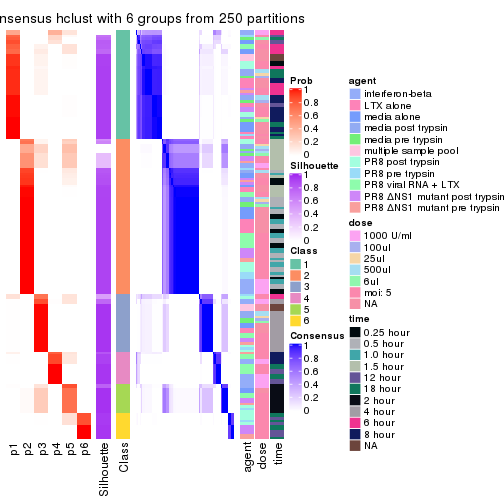 nsensus hclust with 6 groups from 250 partitions
Prob
1
0.8
0.6
0.4
0.2
0
Silhouette
1
0.8
0.6
0.4
0.2
0
Class
1
2
3
4
5
6
Consensus
1
0.8
0.6
0.4
0.2
0
agent
interferon-beta
LTX alone
media alone
media post trypsin
media pre trypsin
multiple sample pool
PR8 post trypsin
PR8 pre trypsin
PR8 viral RNA + LTX
PR8 ΔNS1 mutant post trypsin
PR8 ΔNS1 mutant pre trypsin
dose
1000 U/ml
100ul
25ul
500ul
6ul
moi: 5
NA
time
0.25 hour
0.5 hour
1.0 hour
1.5 hour
12 hour
18 hour
2 hour
4 hour
6 hour
8 hour
NA
p1
p2
p3
p4
p5
p6
Silhouette
Class
agent
dose
time